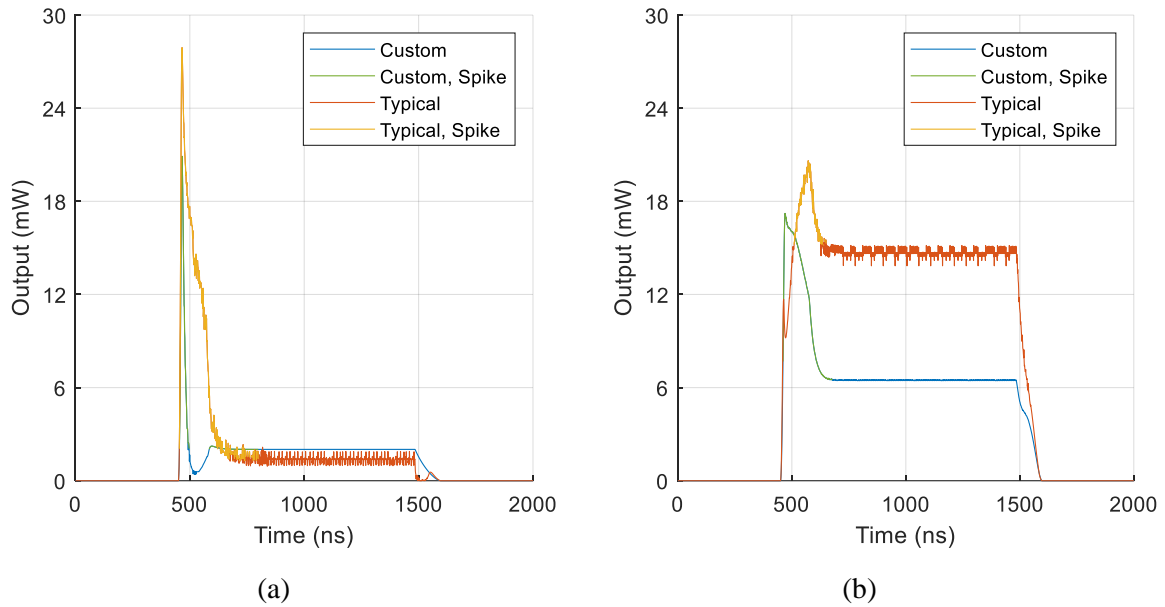 30
24
18
12
6
0
Output (mW)
0
500
1000
1500
2000
Time (ns)
Custom
Custom, Spike
Typical
Typical, Spike
(a)
30
24
18
12
6
0
Output (mW)
0
500
1000
1500
2000
Time (ns)
Custom
Custom, Spike
Typical
Typical, Spike
(b)